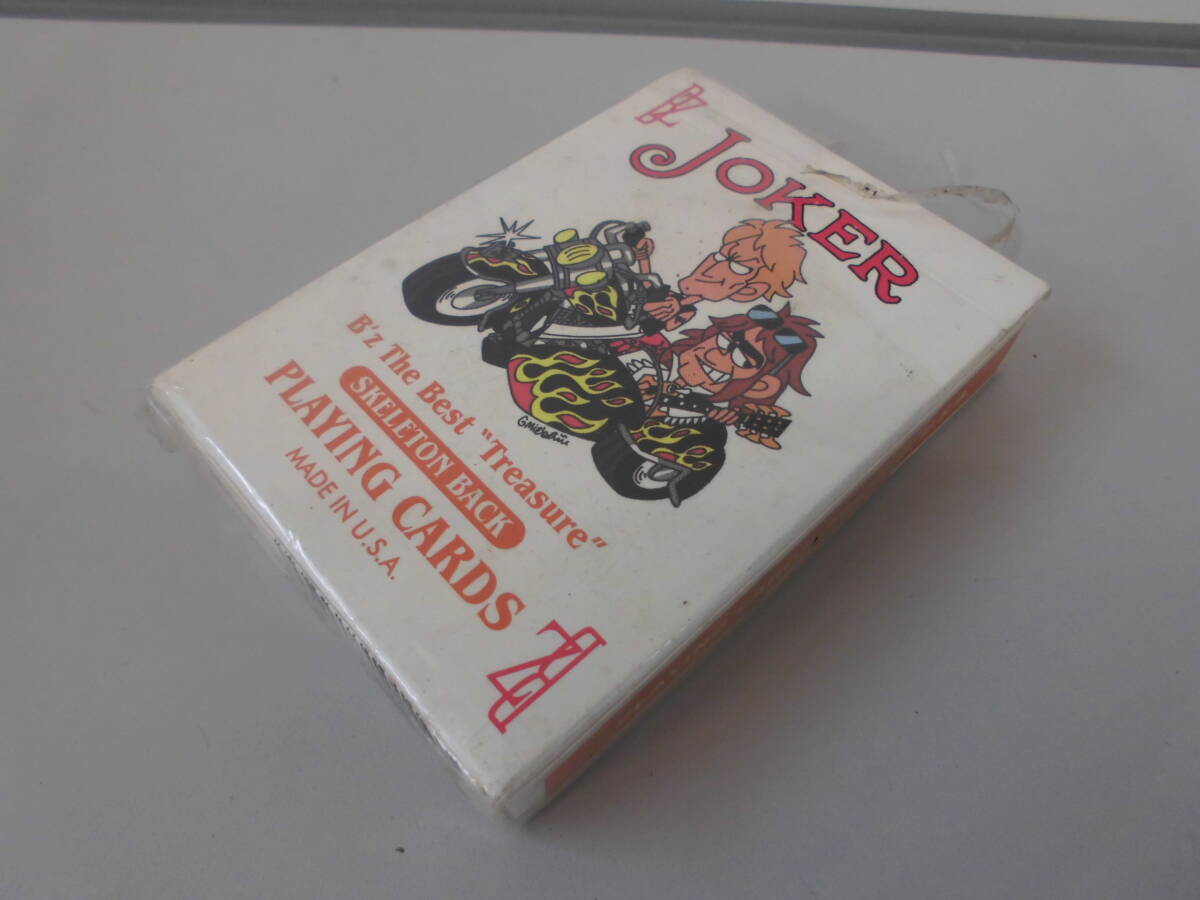 B'z
JOKER
B'z The Best "Treasure"
SKELETON BACK
PLAYING CARDS
MADE IN U.S.A.
B'z